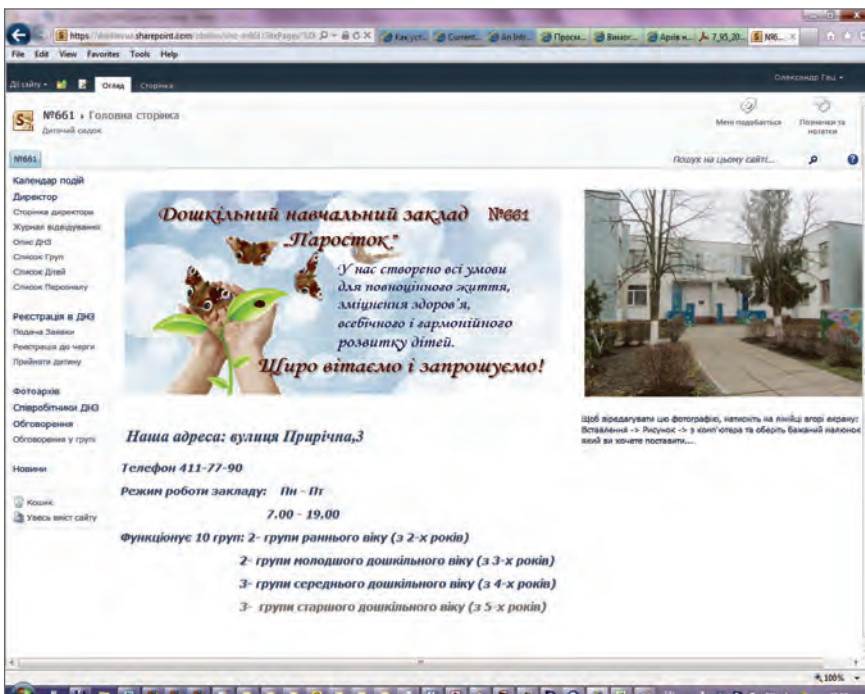 File Edit View Favorites Tools Help
Дії сайту Огляд Сторінка
Олександр Гац
№661 Головна сторінка
Дитячий садок
Мені подобається
Позначки та нотатки
№661
Пошук на цьому сайті...
Календар подій
Директор
Сторінка директора
Журнал відвідування
Опис ДНЗ
Список Груп
Список Дітей
Список Персоналу
Реєстрація в ДНЗ
Подача Заявки
Реєстрація до черги
Прийняти дитину
Фотоархів
Співробітники ДНЗ
Обговорення
Обговорення у групі
Новини
Кошик
Увесь вміст сайту
Дошкільний навчальний заклад №661
„Паросток"
У нас створено всі умови
для повноцінного життя,
зміцнення здоров'я,
всебічного і гармонійного
розвитку дітей.
Щиро вітаємо і запрошуємо!
Наша адреса: вулиця Прирічна,3
Телефон 411-77-90
Режим роботи закладу: Пн - Пт
7.00 - 19.00
Функціонує 10 груп: 2- групи раннього віку (з 2-х років)
2- групи молодшого дошкільного віку (з 3-х років)
3- групи середнього дошкільного віку (з 4-х років)
3- групи старшого дошкільного віку (з 5-х років)
Щоб відредагувати цю фотографію, натисніть на лінійці вгорі екрану:
Вставлення -> Рисунок -> з комп'ютера та оберіть бажаний малюнок
який ви хочете поставити...
100%